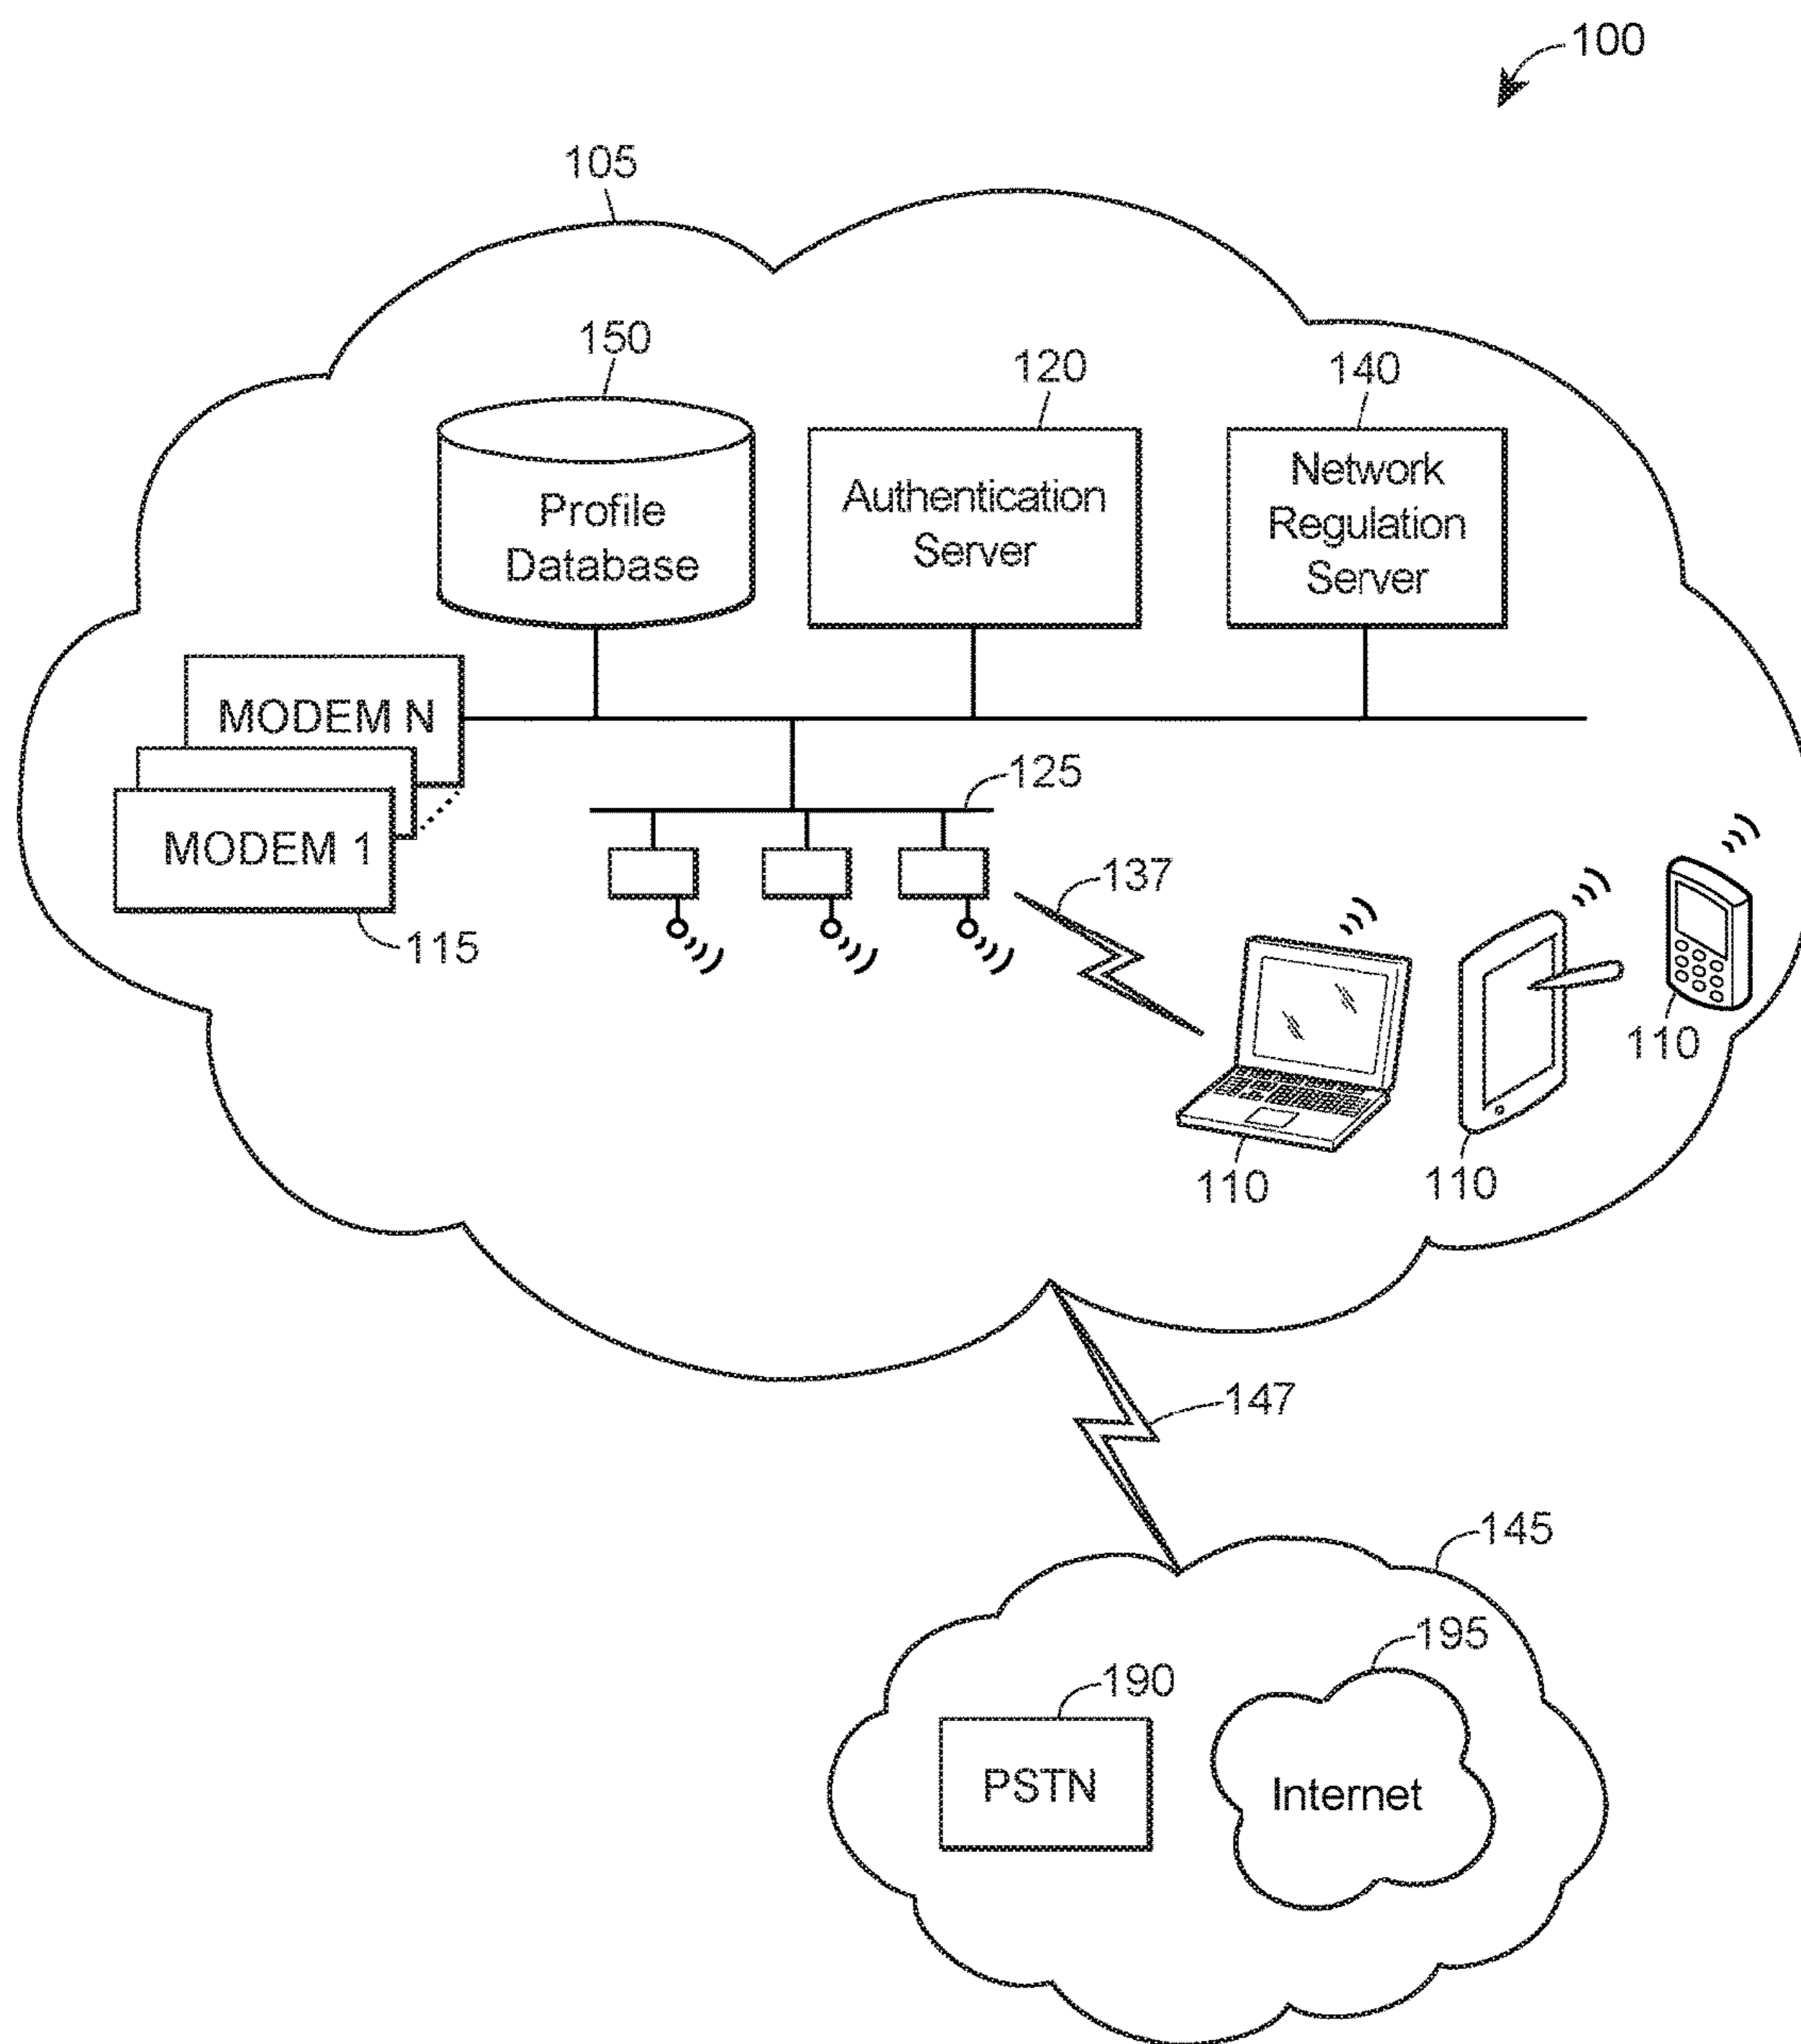 100
105
150
120
140
Profile
Database
Authentication
Server
Network
Regulation
Server
MODEM N
MODEM 1
115
125
137
110
110
110
147
145
190
195
PSTN
Internet